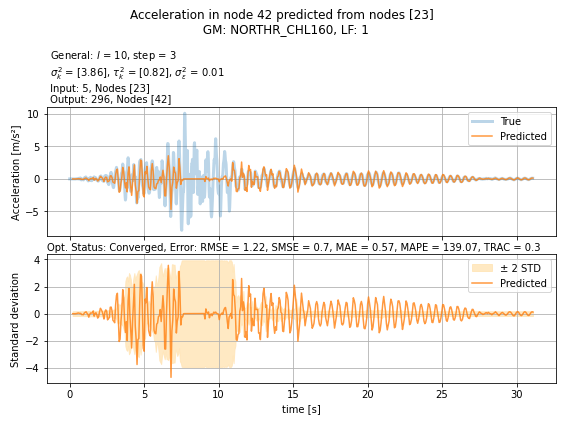 Acceleration in node 42 predicted from nodes [23]
GM: NORTHR_CHL160, LF: 1
General: l = 10, step = 3
σ²ₖ = [3.86], τ²ₖ = [0.82], σ²ε = 0.01
Input: 5, Nodes [23]
Output: 296, Nodes [42]
Acceleration [m/s²]
10
5
0
−5
True
Predicted
Opt. Status: Converged, Error: RMSE = 1.22, SMSE = 0.7, MAE = 0.57, MAPE = 139.07, TRAC = 0.3
Standard deviation
4
2
0
−2
−4
± 2 STD
Predicted
0 5 10 15 20 25 30
time [s]